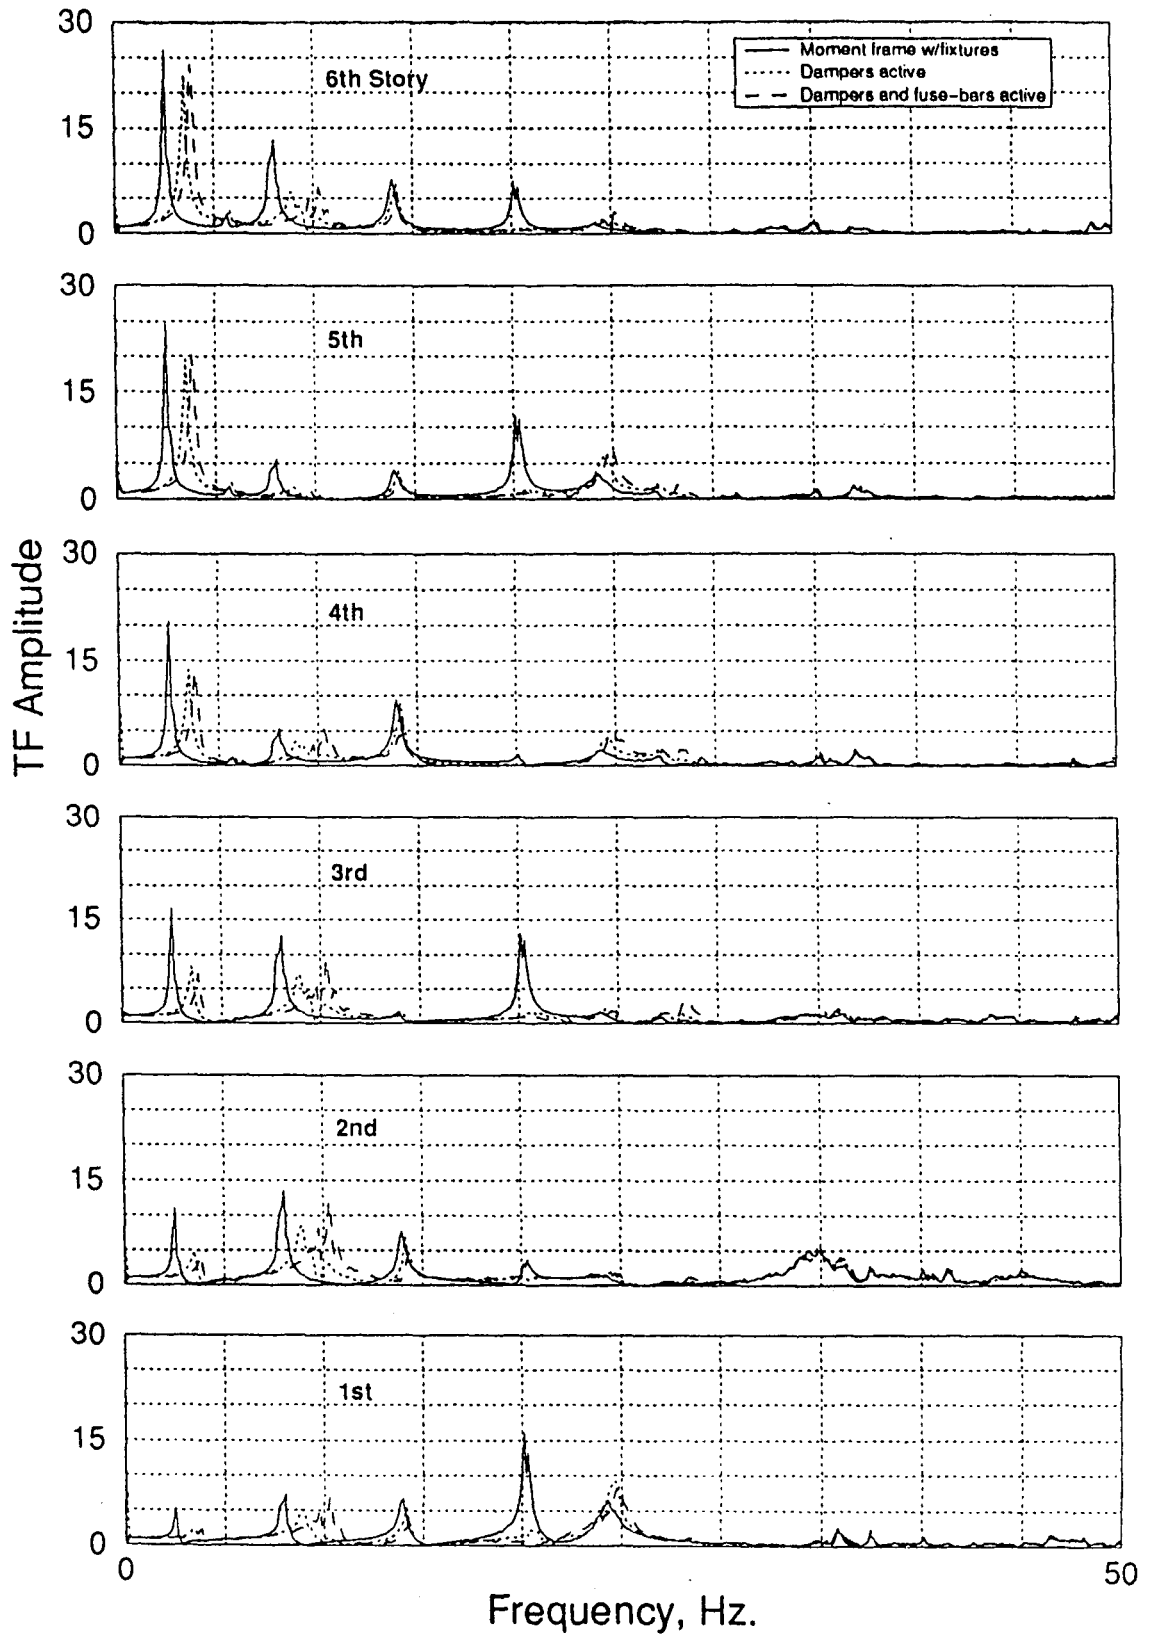 30
15
0
6th Story
Moment frame w/fixtures
Dampers active
Dampers and fuse-bars active
30
15
0
5th
30
15
0
4th
TF Amplitude
30
15
0
3rd
30
15
0
2nd
30
15
0
1st
0
50
Frequency, Hz.